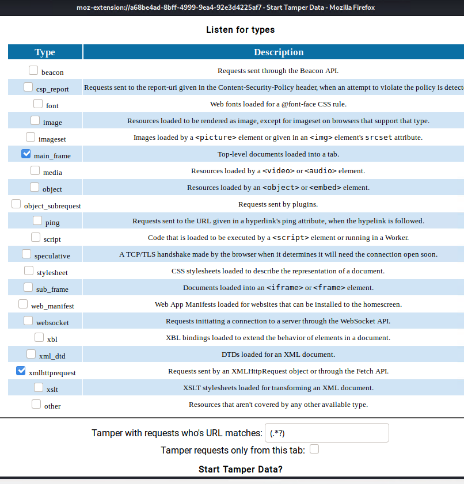 moz-extension://a68be4ad-8bff-4999-9ea4-92e3d4225af7 - Start Tamper Data - Mozilla Firefox
Listen for types
Type Description
beacon Requests sent through the Beacon API.
csp_report Requests sent to the report-uri given in the Content-Security-Policy header, when an attempt to violate the policy is detecte
font Web fonts loaded for a @font-face CSS rule.
image Resources loaded to be rendered as image, except for imageset on browsers that support that type.
imageset Images loaded by a <picture> element or given in an <img> element's srcset attribute.
main_frame Top-level documents loaded into a tab.
media Resources loaded by a <video> or <audio> element.
object Resources loaded by an <object> or <embed> element.
object_subrequest Requests sent by plugins.
ping Requests sent to the URL given in a hyperlink's ping attribute, when the hyperlink is followed.
script Code that is loaded to be executed by a <script> element or running in a Worker.
speculative A TCP/TLS handshake made by the browser when it determines it will need the connection open soon.
stylesheet CSS stylesheets loaded to describe the representation of a document.
sub_frame Documents loaded into an <iframe> or <frame> element.
web_manifest Web App Manifests loaded for websites that can be installed to the homescreen.
websocket Requests initiating a connection to a server through the WebSocket API.
xbl XBL bindings loaded to extend the behavior of elements in a document.
xml_dtd DTDs loaded for an XML document.
xmlhttprequest Requests sent by an XMLHttpRequest object or through the Fetch API.
xslt XSLT stylesheets loaded for transforming an XML document.
other Resources that aren't covered by any other available type.
Tamper with requests who's URL matches: (.*?)
Tamper requests only from this tab:
Start Tamper Data?